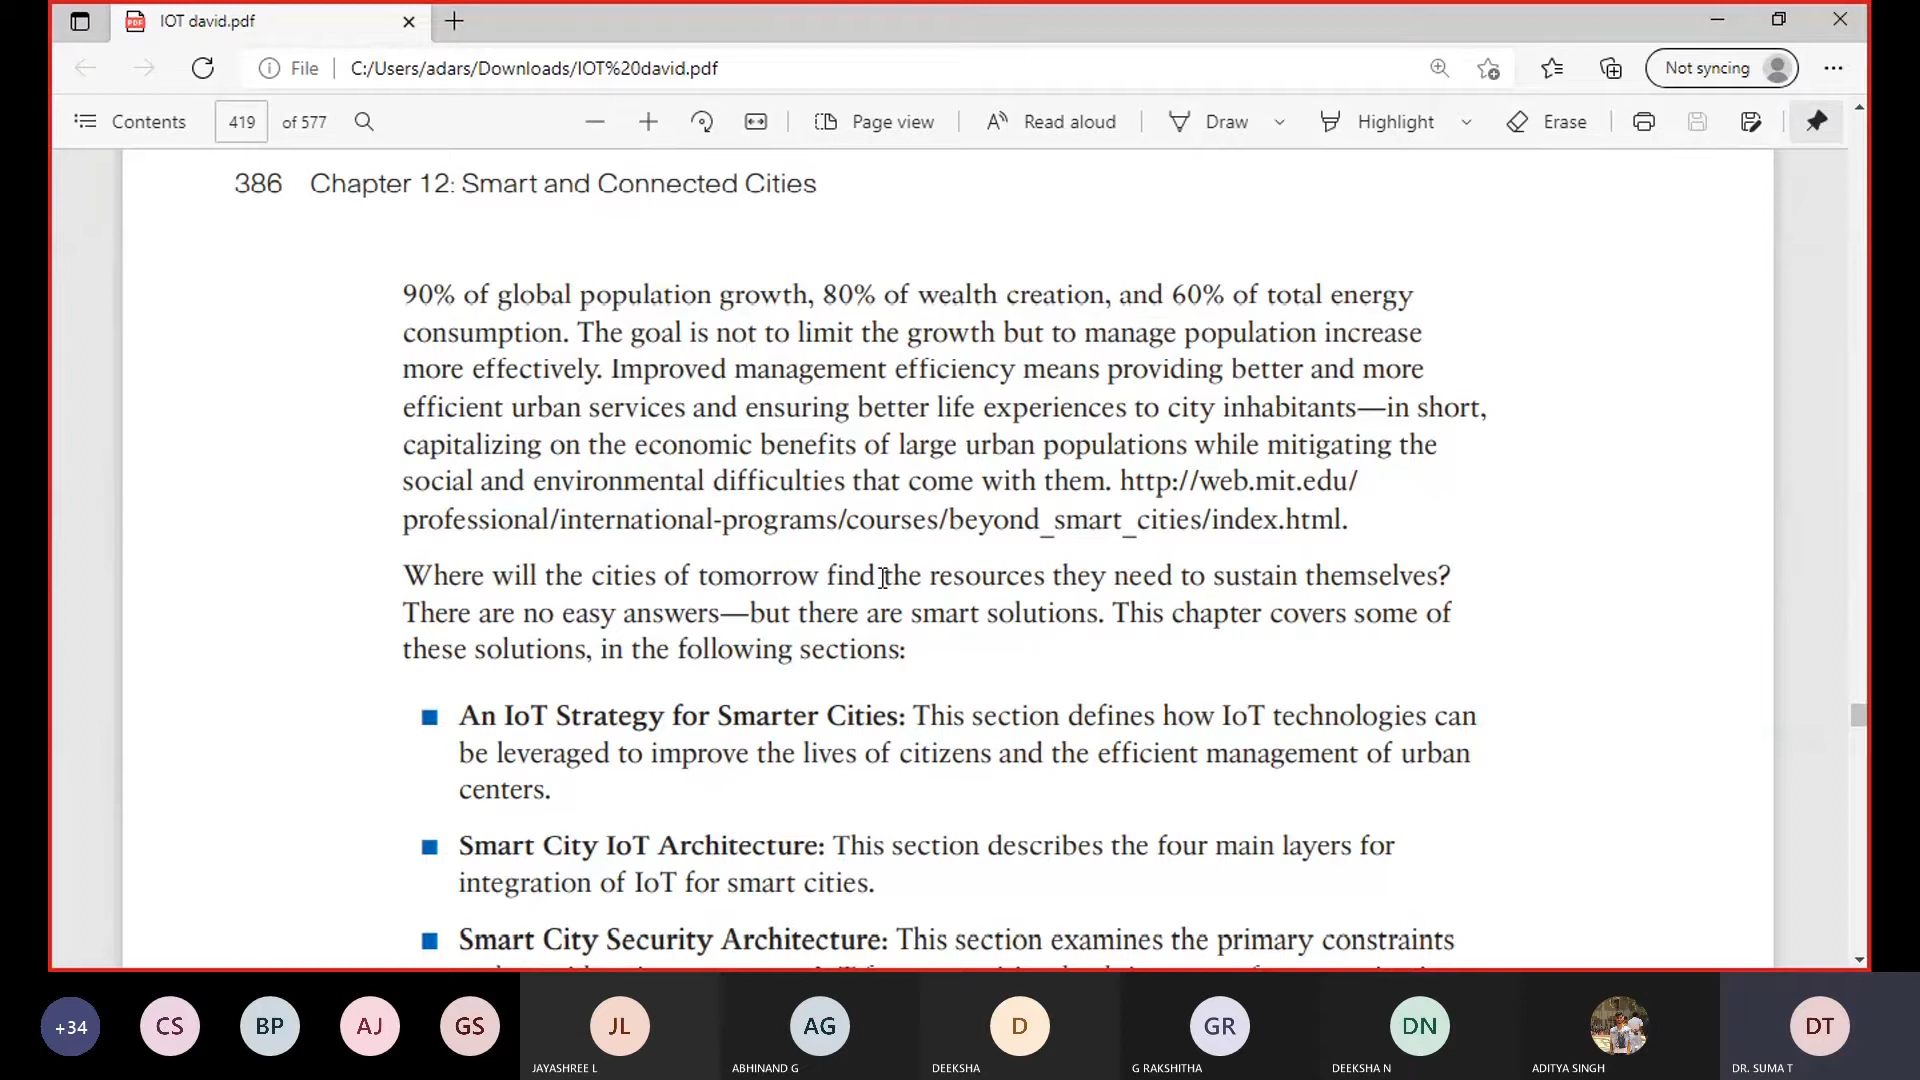 IOT david.pdf
File
C:/Users/adars/Downloads/IOT%20david.pdf
Not syncing
Contents
419
of 577
Page view
Read aloud
Draw
Highlight
Erase
386 Chapter 12: Smart and Connected Cities
90% of global population growth, 80% of wealth creation, and 60% of total energy
consumption. The goal is not to limit the growth but to manage population increase
more effectively. Improved management efficiency means providing better and more
efficient urban services and ensuring better life experiences to city inhabitants—in short,
capitalizing on the economic benefits of large urban populations while mitigating the
social and environmental difficulties that come with them. http://web.mit.edu/
professional/international-programs/courses/beyond_smart_cities/index.html.
Where will the cities of tomorrow find the resources they need to sustain themselves?
There are no easy answers—but there are smart solutions. This chapter covers some of
these solutions, in the following sections:
■ An IoT Strategy for Smarter Cities: This section defines how IoT technologies can
be leveraged to improve the lives of citizens and the efficient management of urban
centers.
■ Smart City IoT Architecture: This section describes the four main layers for
integration of IoT for smart cities.
■ Smart City Security Architecture: This section examines the primary constraints
+34
CS
BP
AJ
GS
JL
AG
D
GR
DN
DT
JAYASHREE L
ABHINAND G
DEEKSHA
G RAKSHITHA
DEEKSHA N
ADITYA SINGH
DR. SUMA T